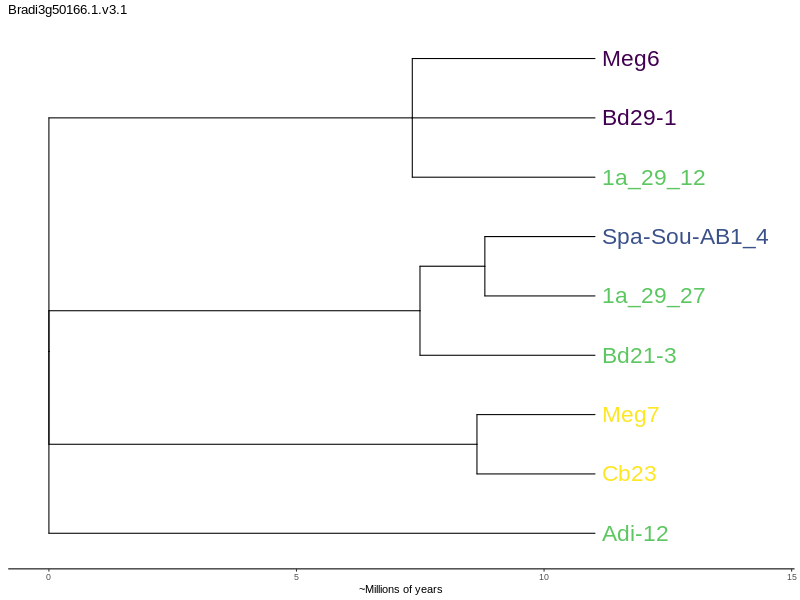 Bradi3g50166.1.v3.1
Meg6
Bd29-1
1a_29_12
Spa-Sou-AB1_4
1a_29_27
Bd21-3
Meg7
Cb23
Adi-12
0 5 10 15
~Millions of years